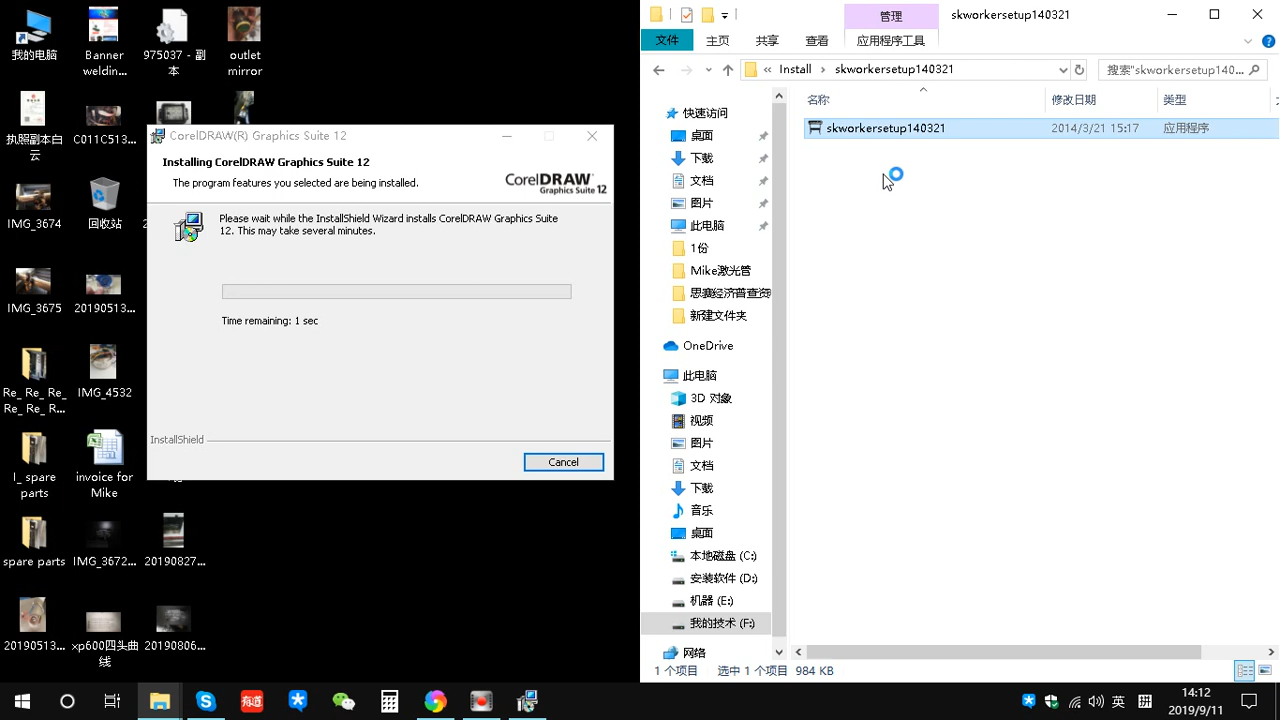 我的电脑
Banner
weldin...
975037 - 副
本
outlet
mirror
执照副本白
云
C011C513...
IMG_3674
回收站
IMG_3675
20190513...
Re_ Re_ Re_
Re_ Re_ R...
IMG_4532
I_ spare
parts
invoice for
Mike
spare parts
IMG_3672...
20190827...
20190513...
xp600四头曲
线
20190806...
CorelDRAW(R) Graphics Suite 12
Installing CorelDRAW Graphics Suite 12
The program features you selected are being installed.
CorelDRAW
Graphics Suite 12
Please wait while the InstallShield Wizard installs CorelDRAW Graphics Suite
12. This may take several minutes.
Time remaining: 1 sec
InstallShield
Cancel
管理
skworkersetup140321
文件
主页
共享
查看
应用程序工具
« Install › skworkersetup140321
搜索"skworkersetup140...
名称
修改日期
类型
skworkersetup140321
2014/3/21 15:17
应用程序
快速访问
桌面
下载
文档
图片
此电脑
1份
Mike激光管
新建文件夹
OneDrive
此电脑
3D 对象
视频
图片
文档
下载
音乐
桌面
本地磁盘 (C:)
安装软件 (D:)
机器 (E:)
我的技术 (F:)
网络
1 个项目
选中 1 个项目 984 KB
有道
英
14:12
2019/9/11